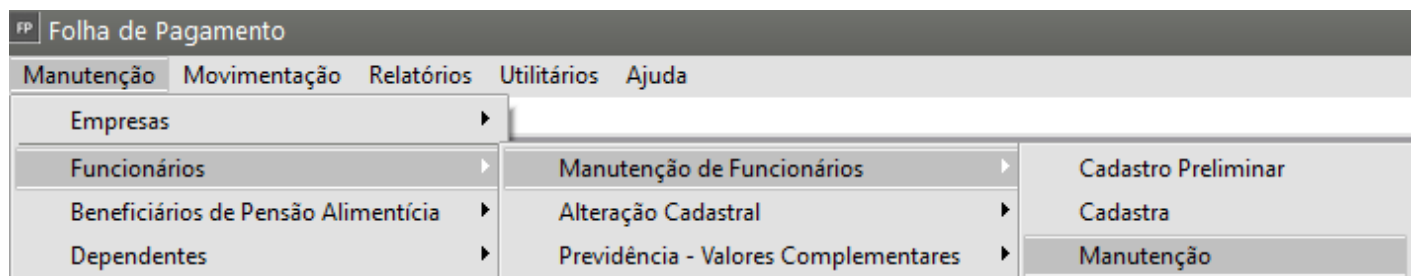 FP Folha de Pagamento
Manutenção Movimentação Relatórios Utilitários Ajuda
Empresas
Funcionários Manutenção de Funcionários Cadastro Preliminar
Beneficiários de Pensão Alimentícia Alteração Cadastral Cadastra
Dependentes Previdência - Valores Complementares Manutenção